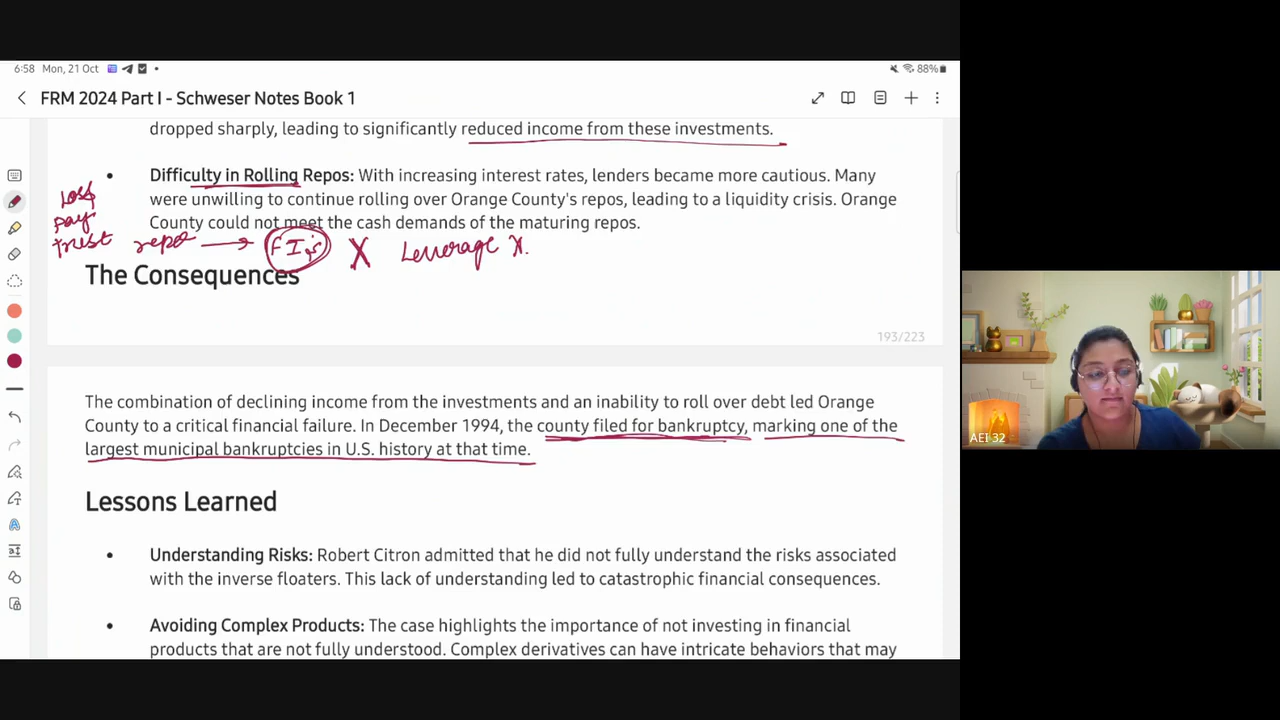 6:58 Mon, 21 Oct
88%
FRM 2024 Part I - Schweser Notes Book 1
dropped sharply, leading to significantly reduced income from these investments.
• Difficulty in Rolling Repos: With increasing interest rates, lenders became more cautious. Many
were unwilling to continue rolling over Orange County's repos, leading to a liquidity crisis. Orange
County could not meet the cash demands of the maturing repos.
Loss
pay
trust repo → FI's X Leverage X.
The Consequences
193/223
The combination of declining income from the investments and an inability to roll over debt led Orange
County to a critical financial failure. In December 1994, the county filed for bankruptcy, marking one of the
largest municipal bankruptcies in U.S. history at that time.
Lessons Learned
• Understanding Risks: Robert Citron admitted that he did not fully understand the risks associated
with the inverse floaters. This lack of understanding led to catastrophic financial consequences.
• Avoiding Complex Products: The case highlights the importance of not investing in financial
products that are not fully understood. Complex derivatives can have intricate behaviors that may
AEI 32